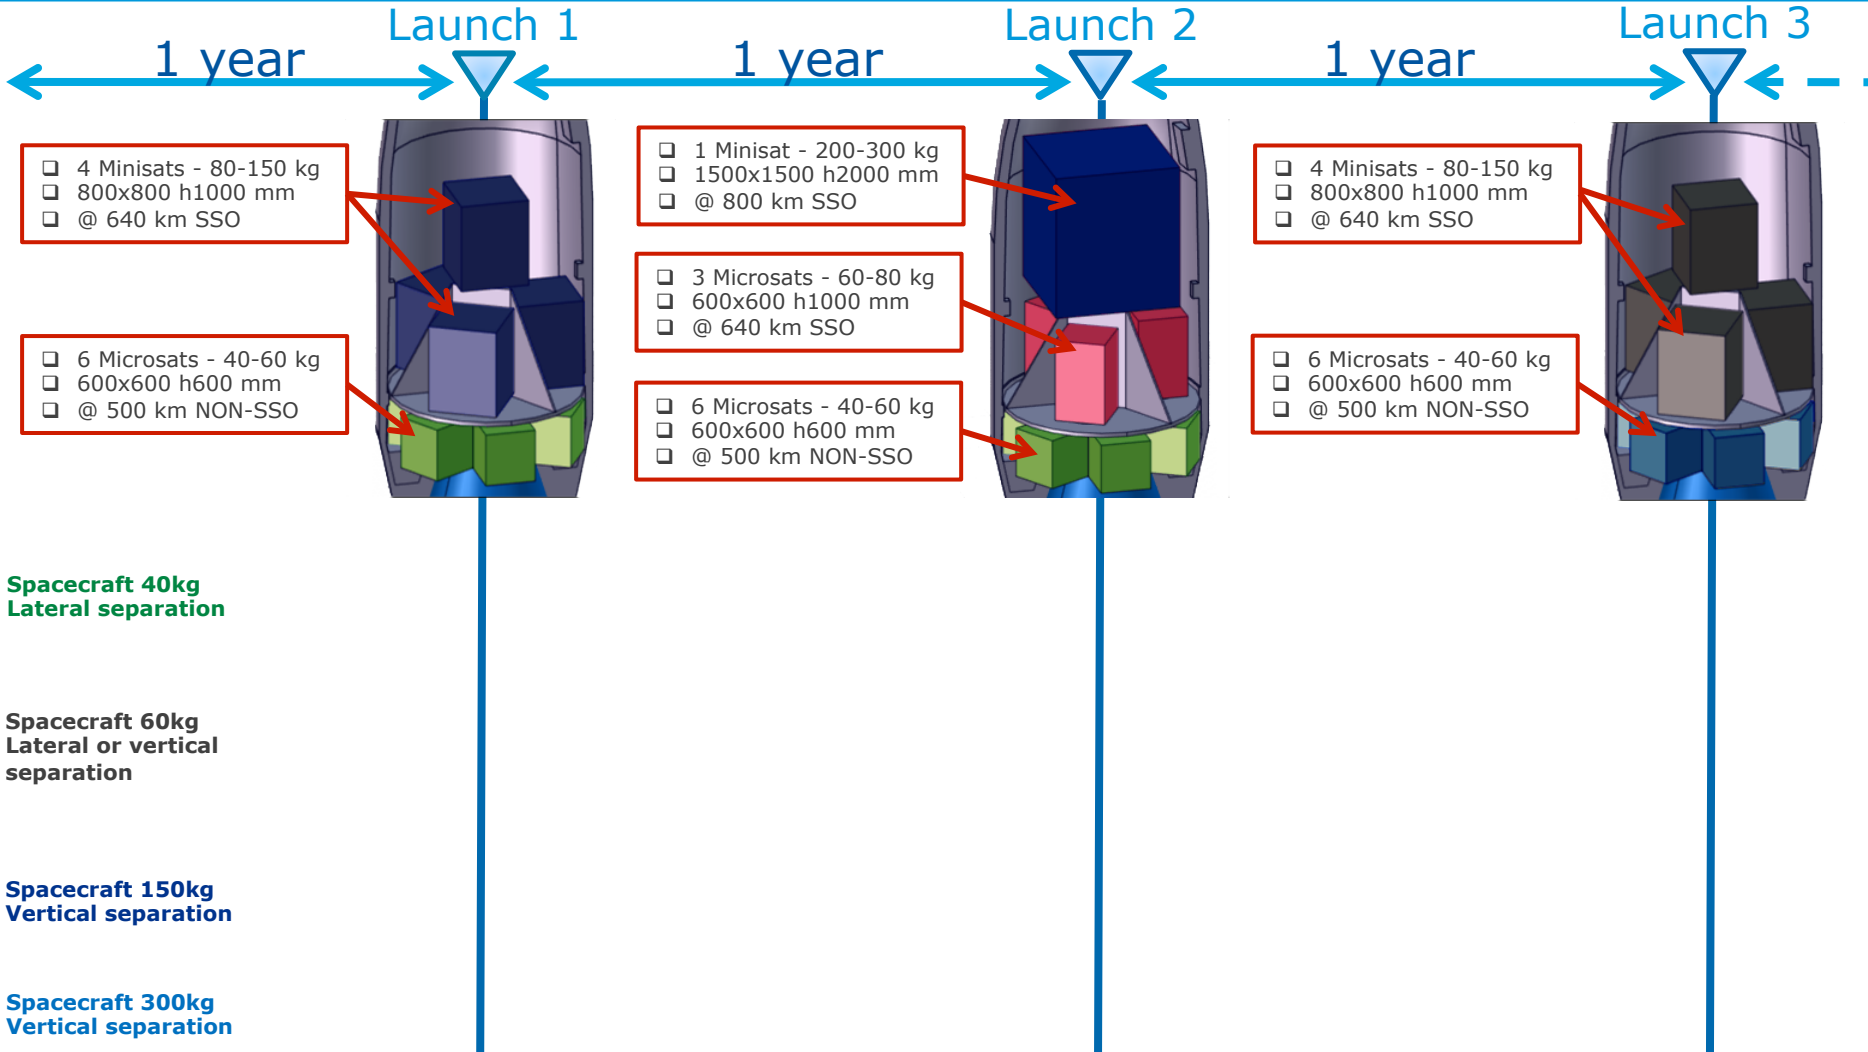 Launch 1
Launch 2
Launch 3
1 year
1 year
1 year
❑ 4 Minisats - 80-150 kg
❑ 800x800 h1000 mm
❑ @ 640 km SSO
❑ 6 Microsats - 40-60 kg
❑ 600x600 h600 mm
❑ @ 500 km NON-SSO
❑ 1 Minisat - 200-300 kg
❑ 1500x1500 h2000 mm
❑ @ 800 km SSO
❑ 3 Microsats - 60-80 kg
❑ 600x600 h1000 mm
❑ @ 640 km SSO
❑ 6 Microsats - 40-60 kg
❑ 600x600 h600 mm
❑ @ 500 km NON-SSO
❑ 4 Minisats - 80-150 kg
❑ 800x800 h1000 mm
❑ @ 640 km SSO
❑ 6 Microsats - 40-60 kg
❑ 600x600 h600 mm
❑ @ 500 km NON-SSO
Spacecraft 40kg
Lateral separation
Spacecraft 60kg
Lateral or vertical
separation
Spacecraft 150kg
Vertical separation
Spacecraft 300kg
Vertical separation